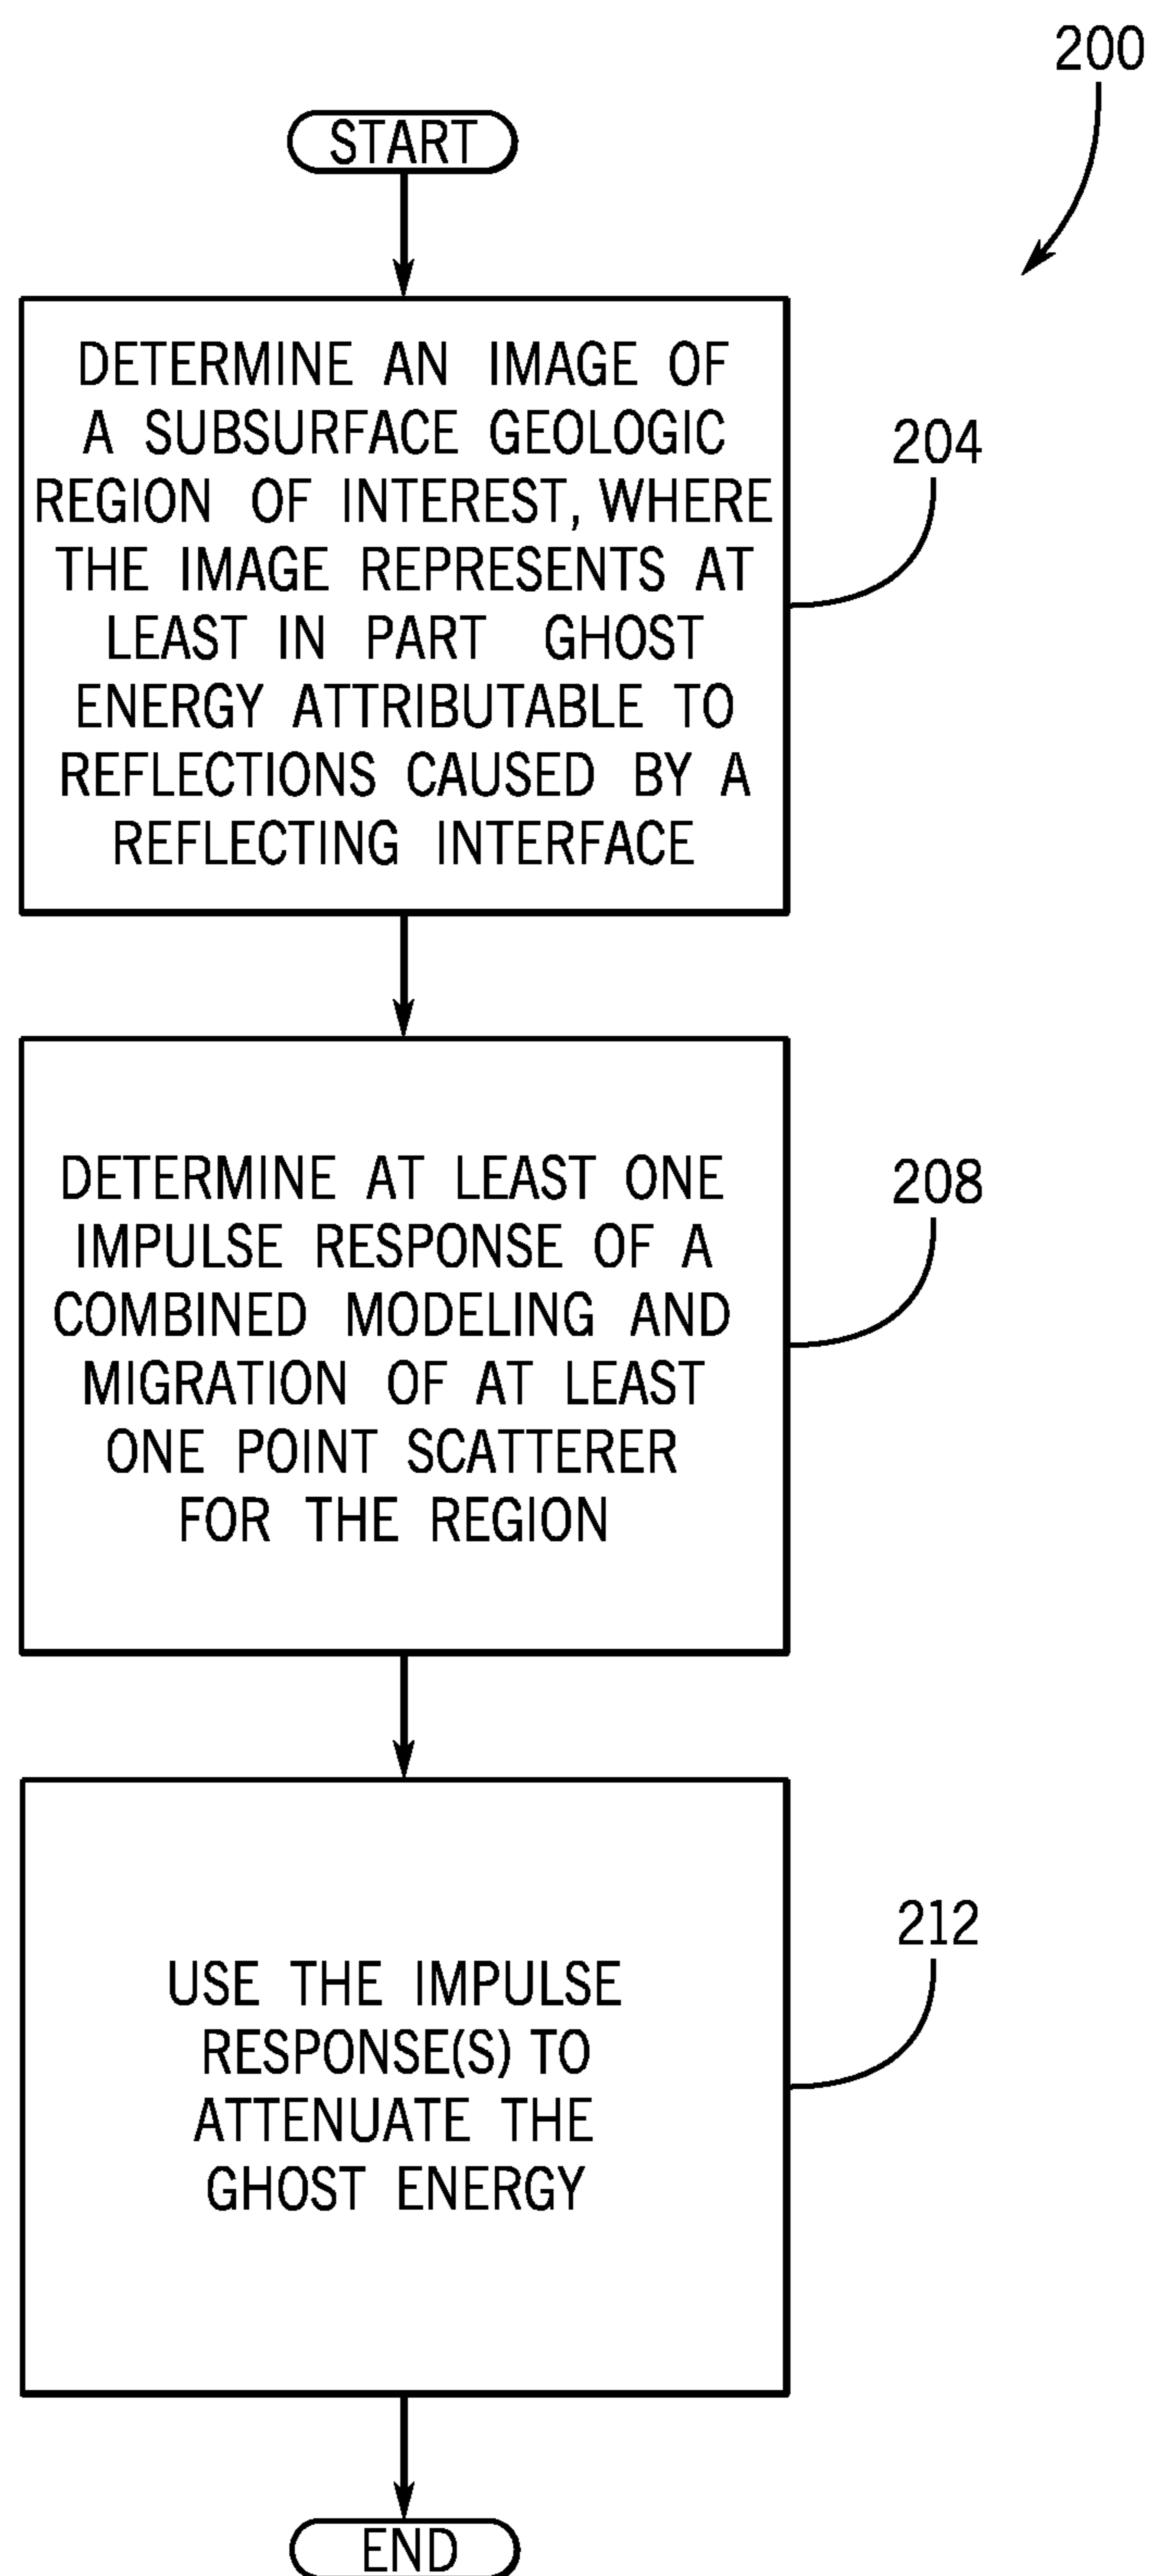 200
START
DETERMINE AN IMAGE OF
A SUBSURFACE GEOLOGIC
REGION OF INTEREST, WHERE
THE IMAGE REPRESENTS AT
LEAST IN PART GHOST
ENERGY ATTRIBUTABLE TO
REFLECTIONS CAUSED BY A
REFLECTING INTERFACE
204
DETERMINE AT LEAST ONE
IMPULSE RESPONSE OF A
COMBINED MODELING AND
MIGRATION OF AT LEAST
ONE POINT SCATTERER
FOR THE REGION
208
USE THE IMPULSE
RESPONSE(S) TO
ATTENUATE THE
GHOST ENERGY
212
END